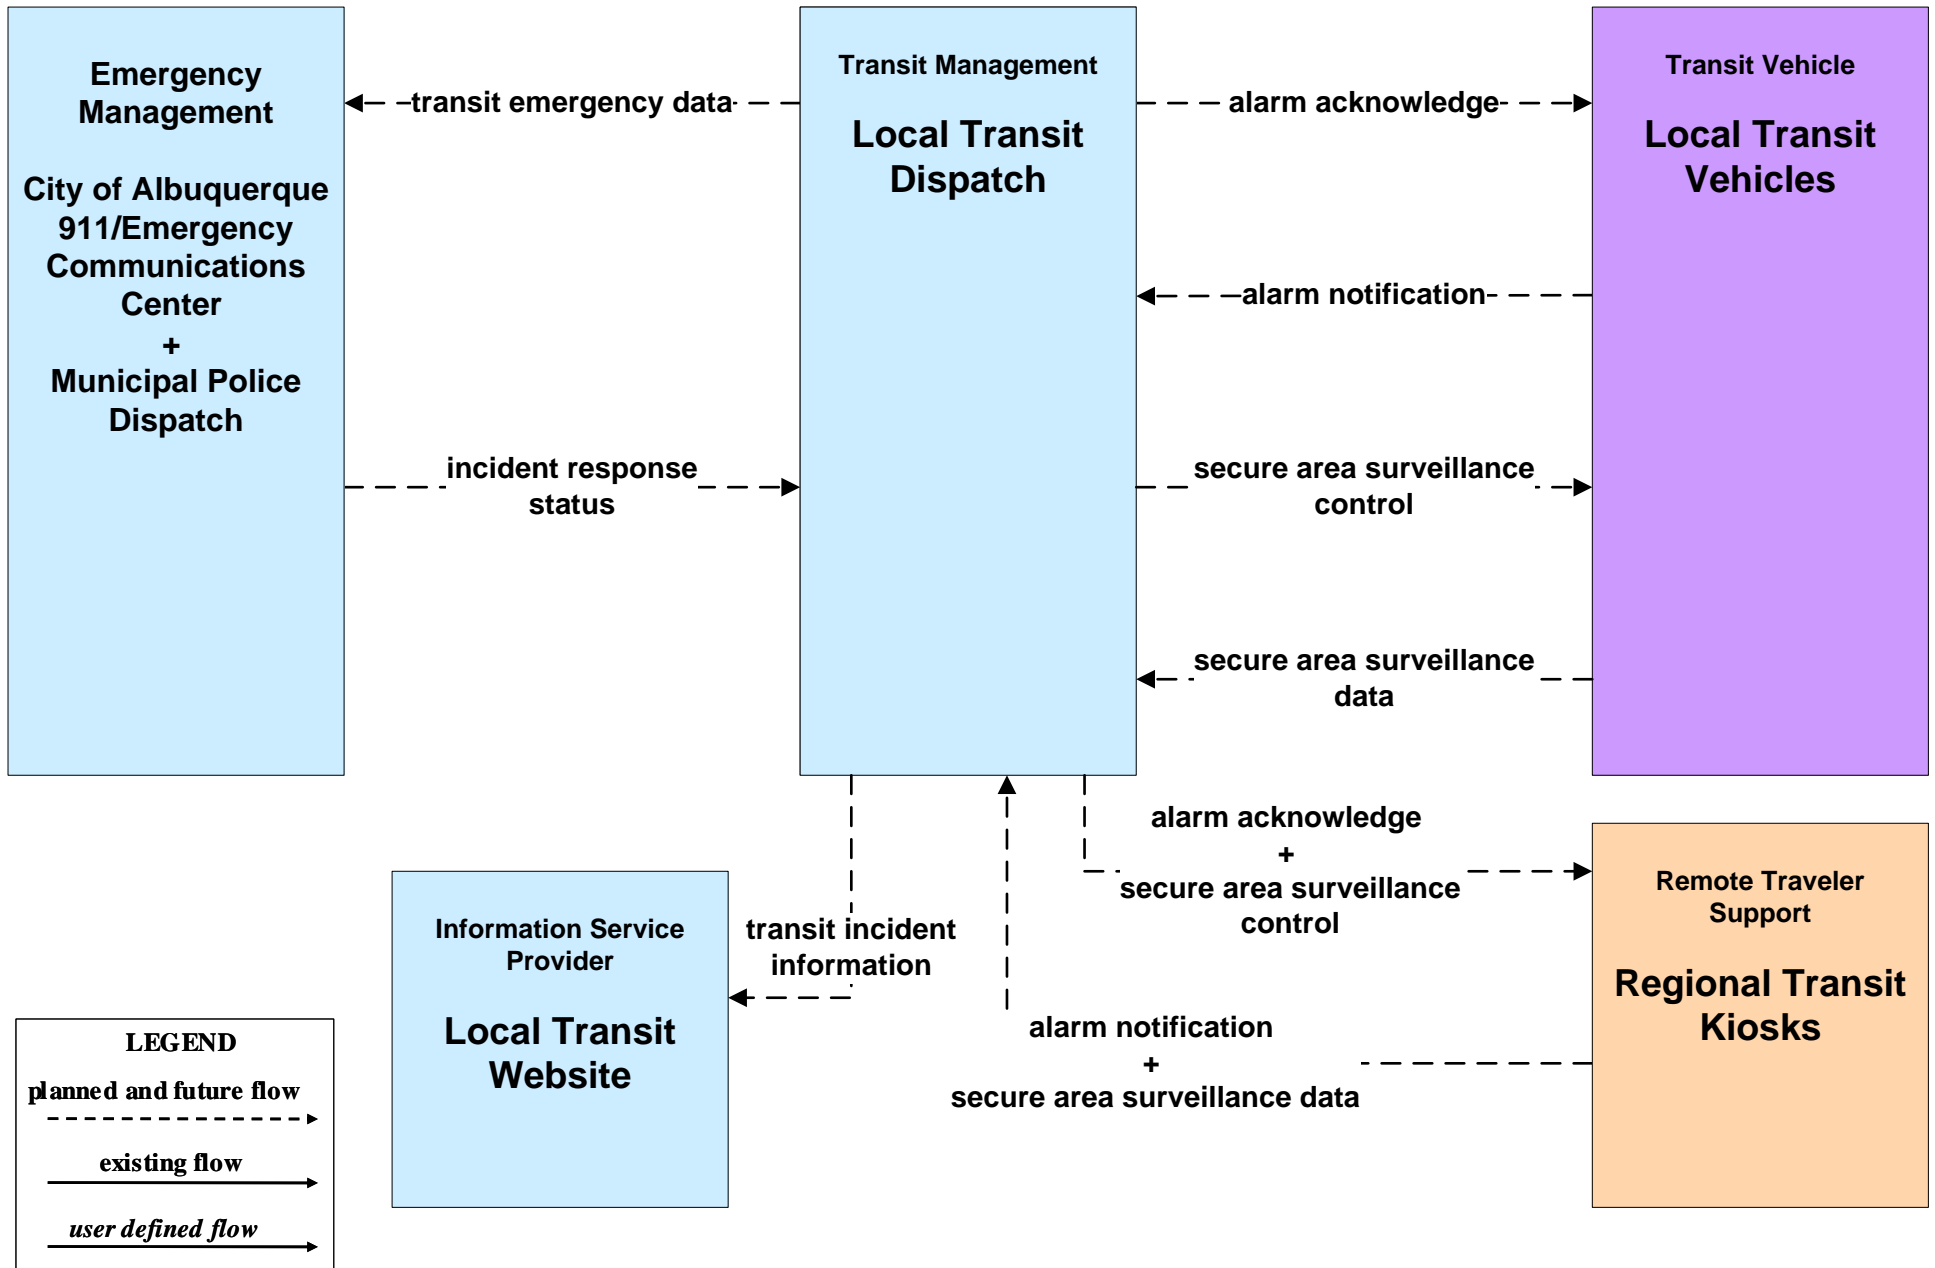 Emergency
Management
City of Albuquerque
911/Emergency
Communications
Center
+
Municipal Police
Dispatch
transit emergency data
incident response
status
Transit Management
Local Transit
Dispatch
alarm acknowledge
alarm notification
secure area surveillance
control
secure area surveillance
data
Transit Vehicle
Local Transit
Vehicles
alarm acknowledge
+
secure area surveillance
control
Remote Traveler
Support
Regional Transit
Kiosks
Information Service
Provider
Local Transit
Website
transit incident
information
alarm notification
+
secure area surveillance data
LEGEND
planned and future flow
existing flow
user defined flow